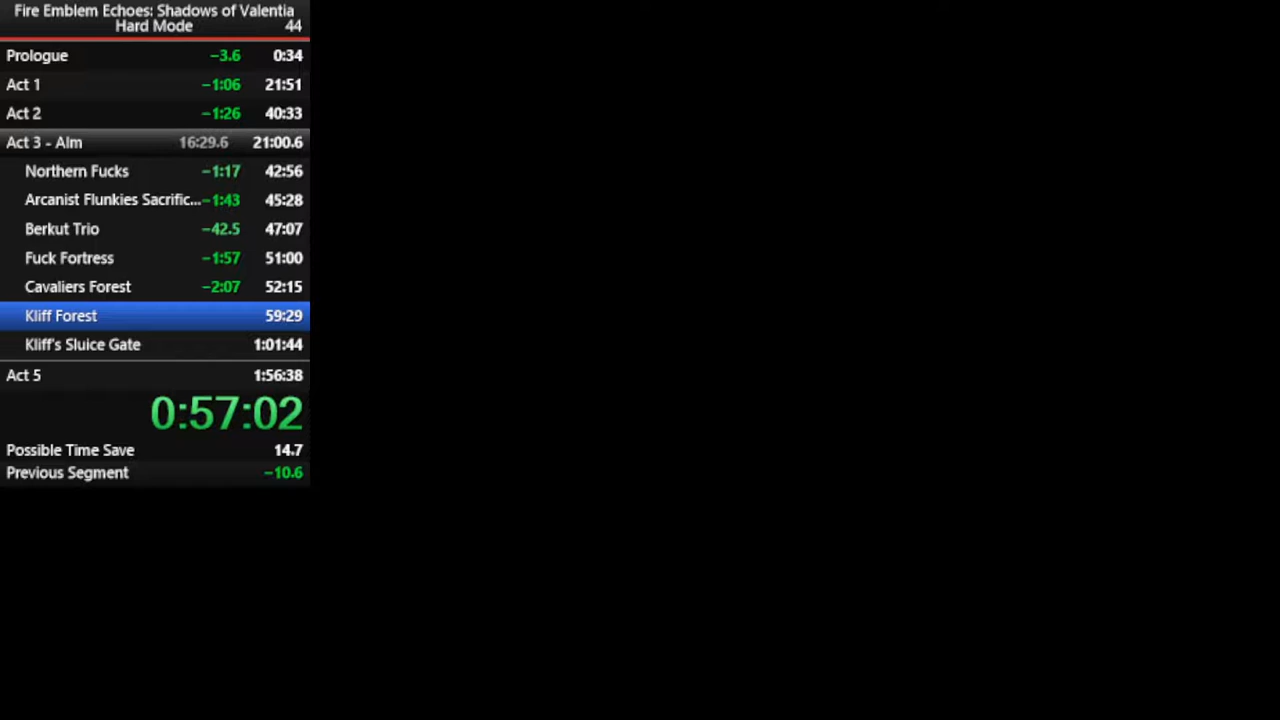 Fire Emblem Echoes: Shadows of Valentia
Hard Mode 44
Prologue −3.6 0:34
Act 1 −1:06 21:51
Act 2 −1:26 40:33
Act 3 - Alm 16:29.6 21:00.6
Northern Fucks −1:17 42:56
Arcanist Flunkies Sacrific... −1:43 45:28
Berkut Trio −42.5 47:07
Fuck Fortress −1:57 51:00
Cavaliers Forest −2:07 52:15
Kliff Forest 59:29
Kliff's Sluice Gate 1:01:44
Act 5 1:56:38
0:57:02
Possible Time Save 14.7
Previous Segment −10.6